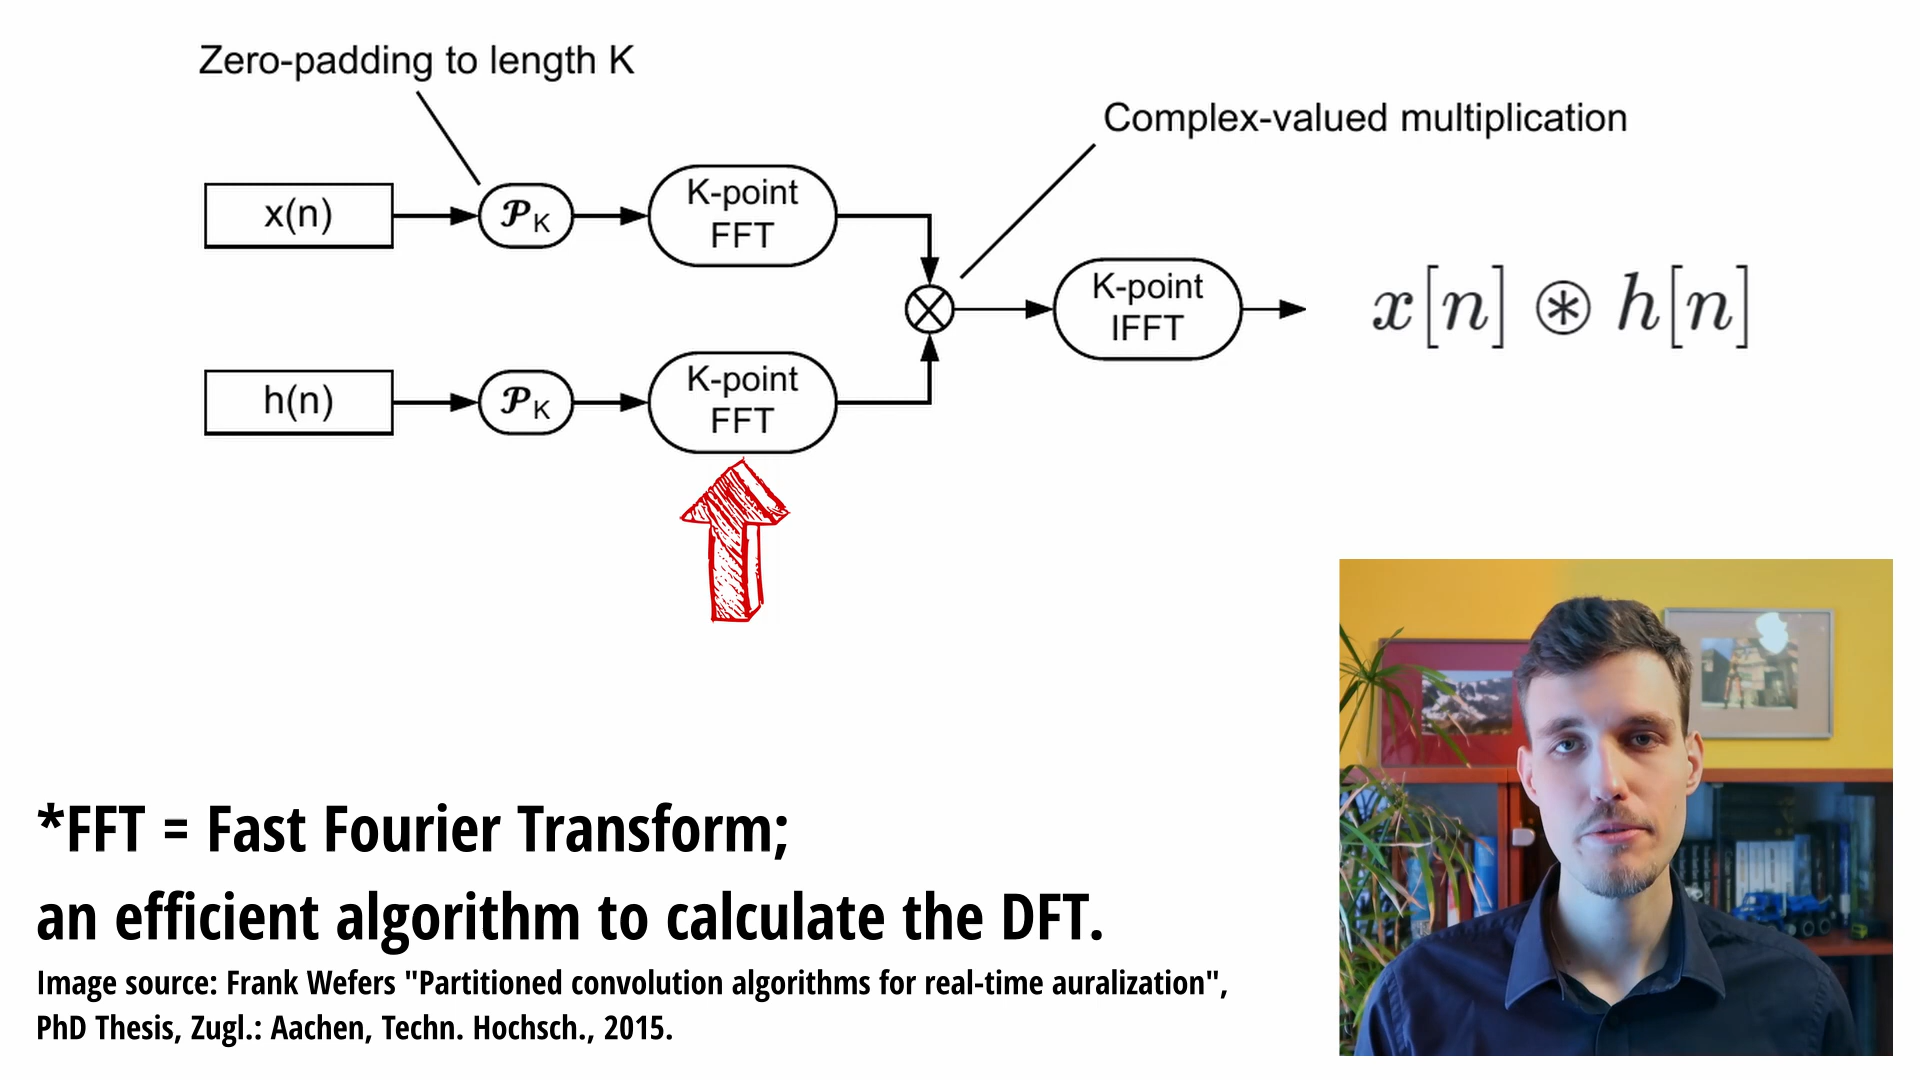 Zero-padding to length K
Complex-valued multiplication
x(n)
𝓟K
K-point
FFT
h(n)
𝓟K
K-point
FFT
K-point
IFFT
x[n] ⊛ h[n]
*FFT = Fast Fourier Transform;
an efficient algorithm to calculate the DFT.
Image source: Frank Wefers "Partitioned convolution algorithms for real-time auralization",
PhD Thesis, Zugl.: Aachen, Techn. Hochsch., 2015.